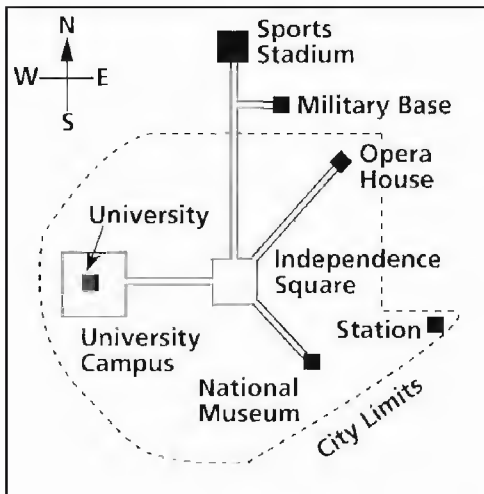 N
W
E
S
Sports
Stadium
Military Base
Opera
House
University
Independence
Square
University
Campus
Station
National
Museum
City Limits